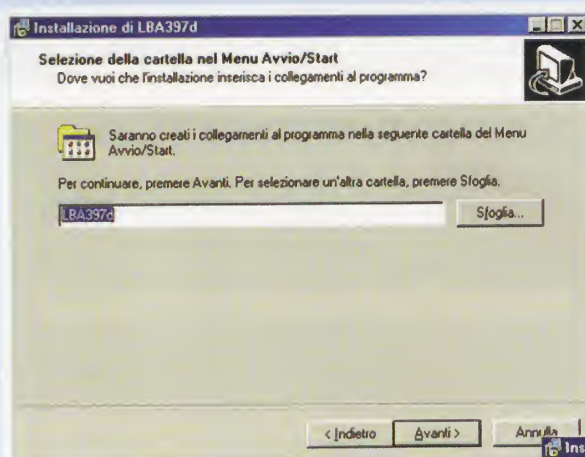 Installazione di LBA397d
Selezione della cartella nel Menu Avvio/Start
Dove vuoi che l'installazione inserisca i collegamenti al programma?
Saranno creati i collegamenti al programma nella seguente cartella del Menu
Avvio/Start.
Per continuare, premere Avanti. Per selezionare un'altra cartella, premere Sfoglia.
LBA397d
Sfoglia...
< Indietro
Avanti >
Annulla
Ins